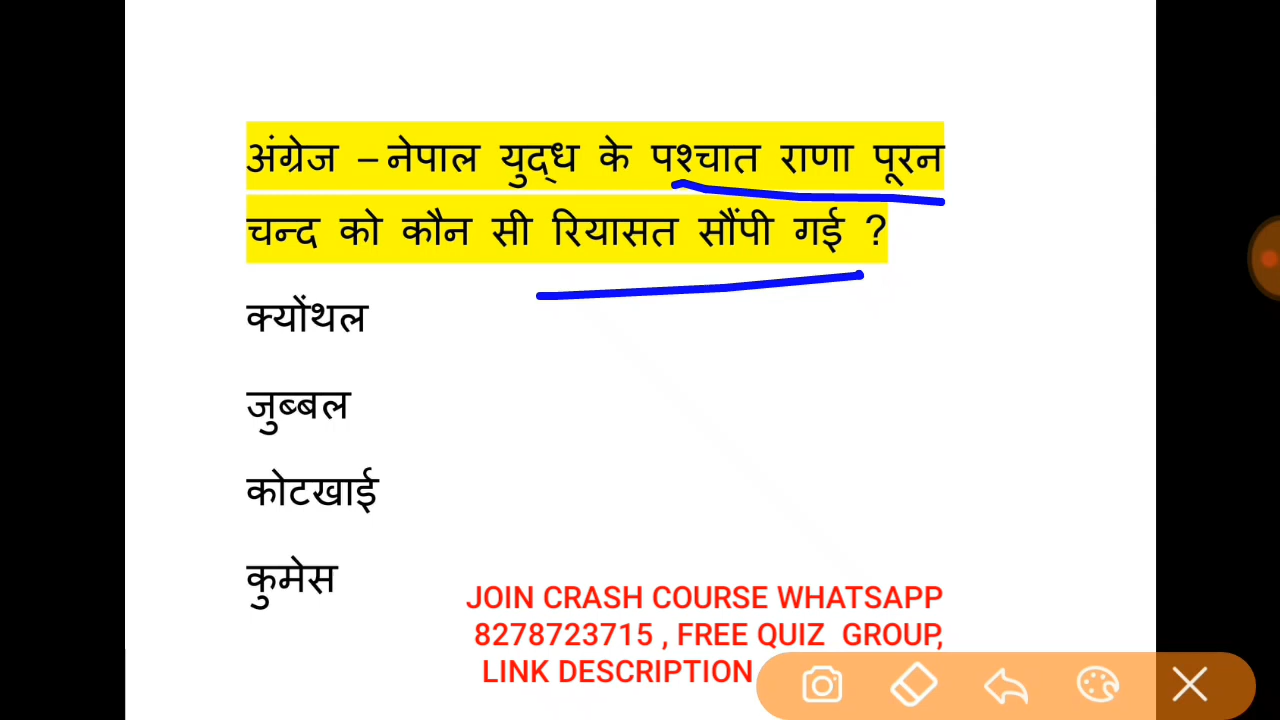 अंग्रेज – नेपाल युद्ध के पश्चात राणा पूरन
चन्द को कौन सी रियासत सौंपी गई ?
क्योंथल
जुब्बल
कोटखाई
कुमेस
JOIN CRASH COURSE WHATSAPP
8278723715 , FREE QUIZ GROUP,
LINK DESCRIPTION